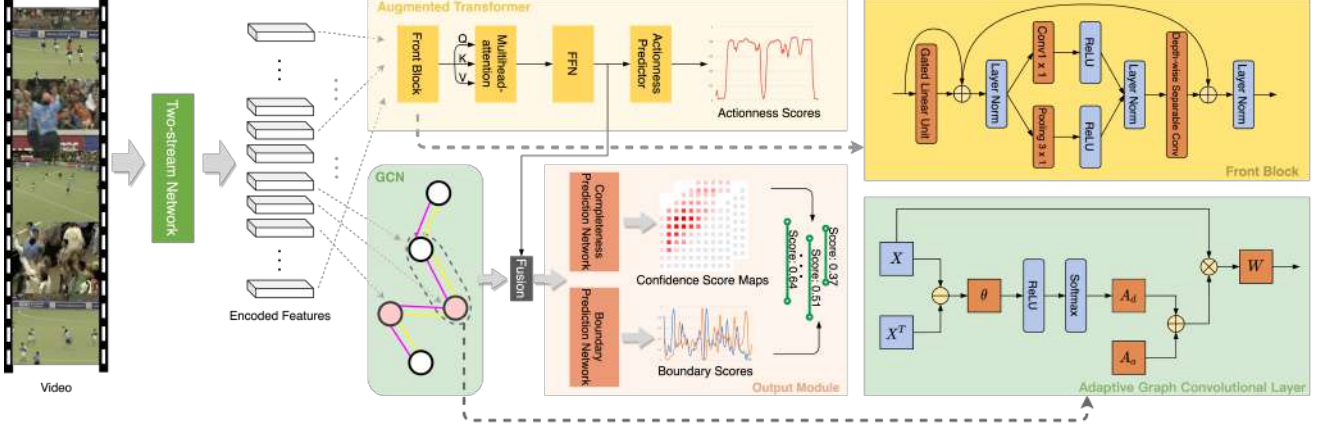 Augmented Transformer
Front Block
Q
K
V
Multihead-
attention
FFN
Actionness
Predictor
Actionness Scores
Gated Linear
Unit
Layer Norm
Conv1 x 1
ReLU
Pooling 3 x 1
ReLU
Layer Norm
Depth-wise
Separable Conv
Layer Norm
Front Block
Two-stream
Network
Video
Encoded Features
GCN
Fusion
Completeness
Prediction Network
Confidence Score Maps
Boundary
Prediction Network
Boundary Scores
Score: 0.64
Score: 0.51
Score: 0.37
Output Module
X
X^T
θ
ReLU
Softmax
A_d
A_a
W
Adaptive Graph Convolutional Layer